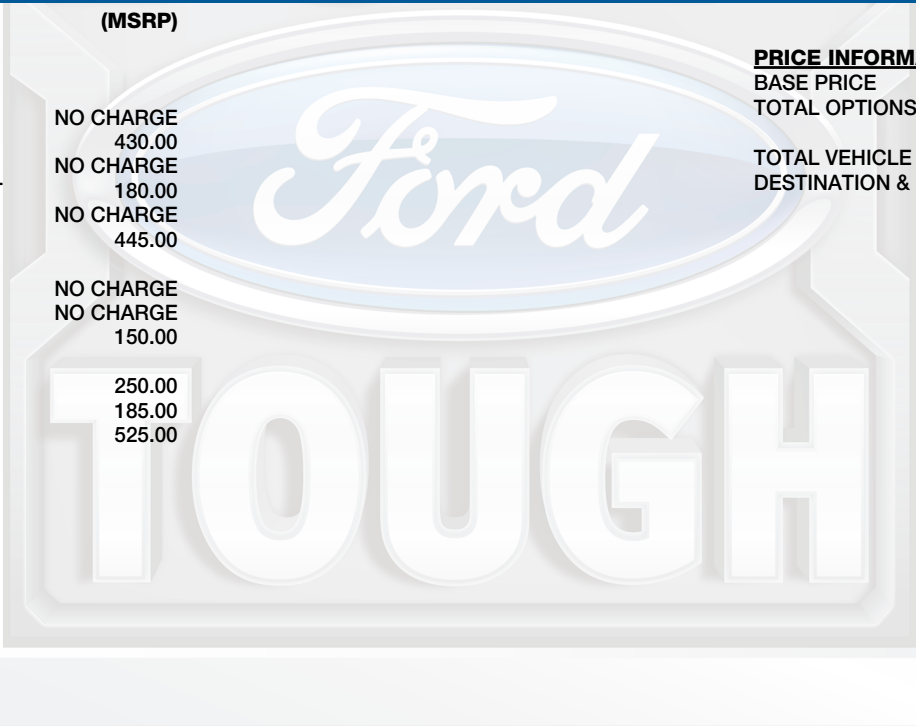 (MSRP)
NO CHARGE
430.00
NO CHARGE
180.00
NO CHARGE
445.00
NO CHARGE
NO CHARGE
150.00
250.00
185.00
525.00
PRICE INFORMA
BASE PRICE
TOTAL OPTIONS
TOTAL VEHICLE
DESTINATION &
Ford
TOUGH